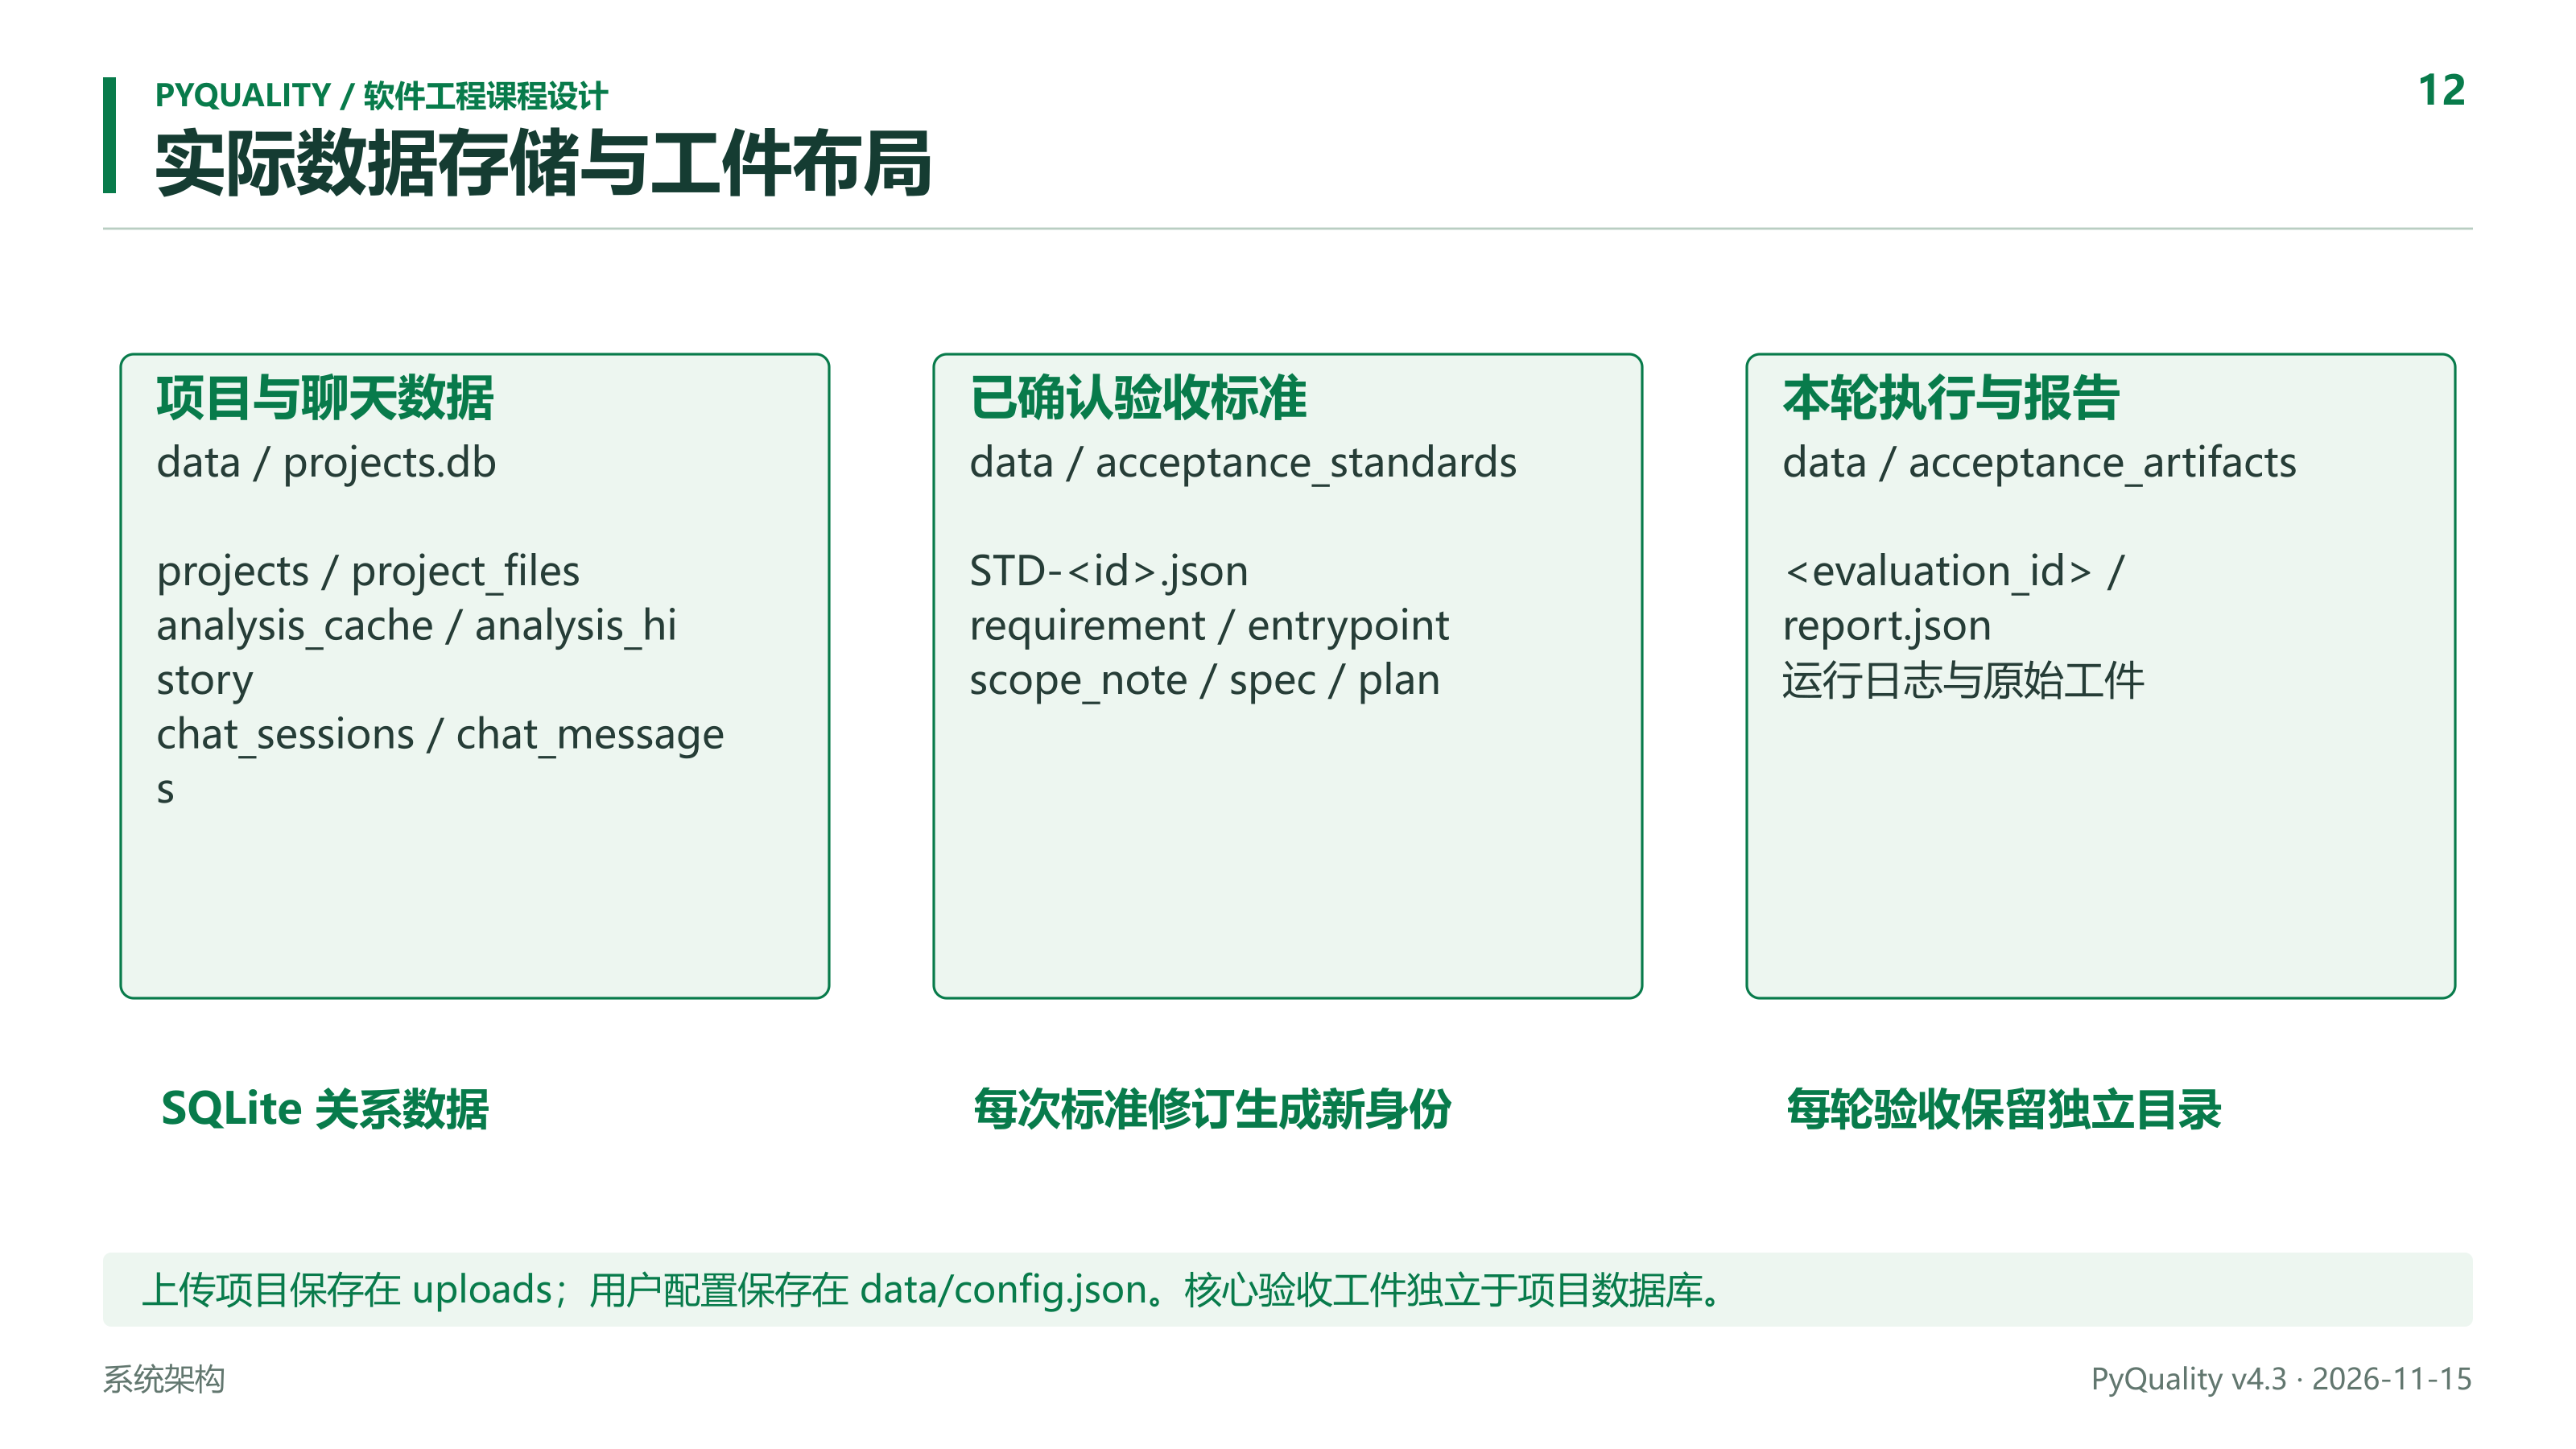 PYQUALITY / 软件工程课程设计
12
实际数据存储与工件布局
项目与聊天数据
data / projects.db
projects / project_files
analysis_cache / analysis_hi
story
chat_sessions / chat_message
s
已确认验收标准
data / acceptance_standards
STD-<id>.json
requirement / entrypoint
scope_note / spec / plan
本轮执行与报告
data / acceptance_artifacts
<evaluation_id> /
report.json
运行日志与原始工件
SQLite 关系数据
每次标准修订生成新身份
每轮验收保留独立目录
上传项目保存在 uploads；用户配置保存在 data/config.json。核心验收工件独立于项目数据库。
系统架构
PyQuality v4.3 · 2026-11-15